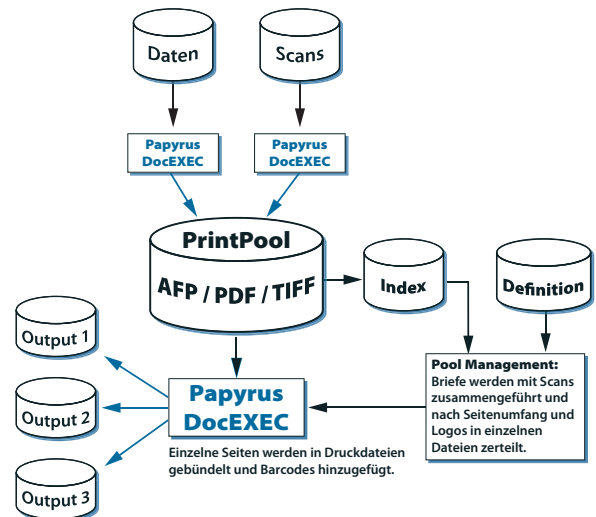 Daten
Scans
Papyrus
DocEXEC
Papyrus
DocEXEC
PrintPool
AFP / PDF / TIFF
Index
Definition
Output 1
Output 2
Output 3
Papyrus
DocEXEC
Einzelne Seiten werden in Druckdateien
gebündelt und Barcodes hinzugefügt.
Pool Management:
Briefe werden mit Scans
zusammengeführt und
nach Seitenumfang und
Logos in einzelnen
Dateien zerteilt.